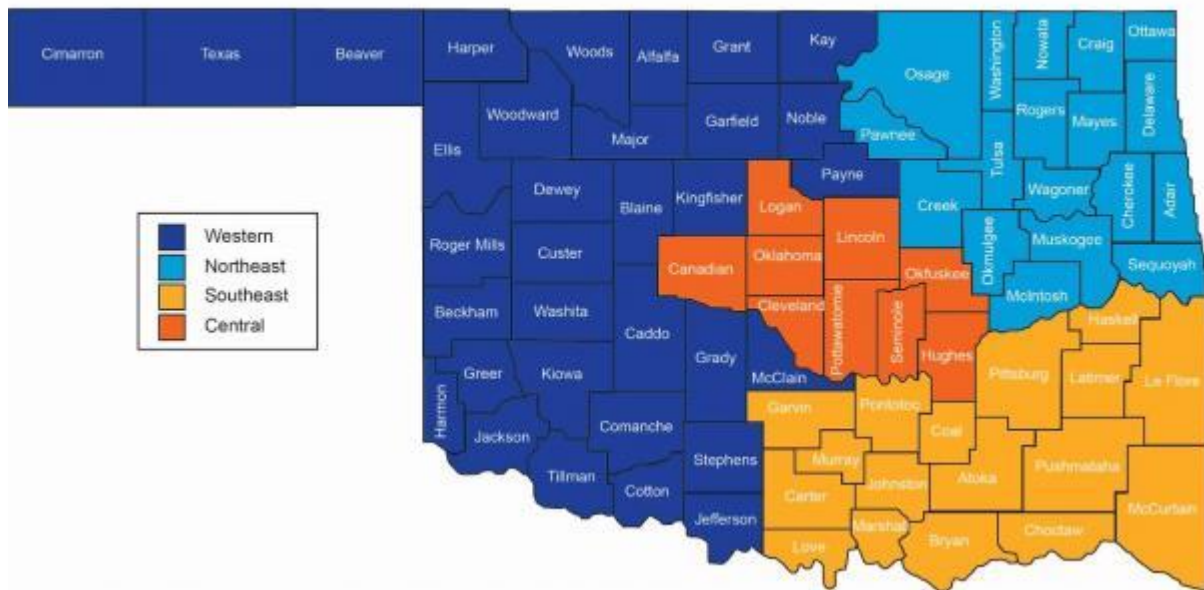 Cimarron
Texas
Beaver
Harper
Woods
Alfalfa
Grant
Kay
Osage
Washington
Nowata
Craig
Ottawa
Woodward
Major
Garfield
Noble
Pawnee
Rogers
Mayes
Delaware
Ellis
Dewey
Blaine
Kingfisher
Logan
Payne
Creek
Tulsa
Wagoner
Cherokee
Adair
Western
Northeast
Southeast
Central
Roger Mills
Custer
Canadian
Oklahoma
Lincoln
Okfuskee
Okmulgee
Muskogee
Sequoyah
Beckham
Washita
Caddo
Grady
Cleveland
Pottawatomie
Seminole
Hughes
McIntosh
Haskell
Harmon
Greer
Kiowa
McClain
Pittsburg
Latimer
Le Flore
Jackson
Comanche
Garvin
Pontotoc
Coal
Tillman
Cotton
Stephens
Murray
Johnston
Atoka
Pushmataha
McCurtain
Jefferson
Carter
Love
Marshall
Bryan
Choctaw